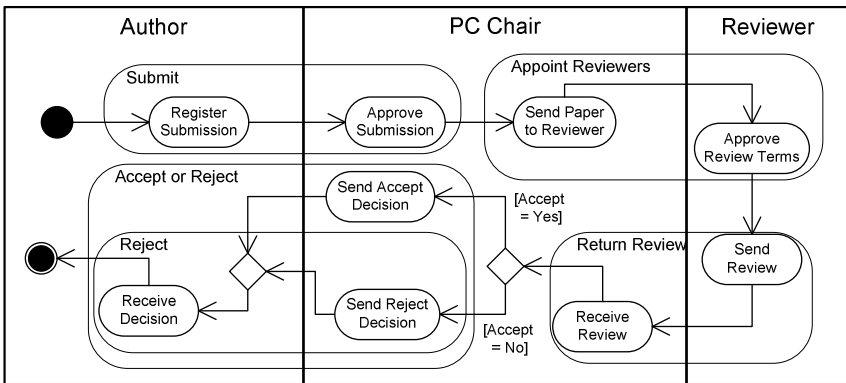 Author
PC Chair
Reviewer
Submit
Appoint Reviewers
Register
Submission
Approve
Submission
Send Paper
to Reviewer
Approve
Review Terms
Accept or Reject
Send Accept
Decision
[Accept
= Yes]
Reject
Return Review
Send
Review
Receive
Decision
Send Reject
Decision
[Accept
= No]
Receive
Review